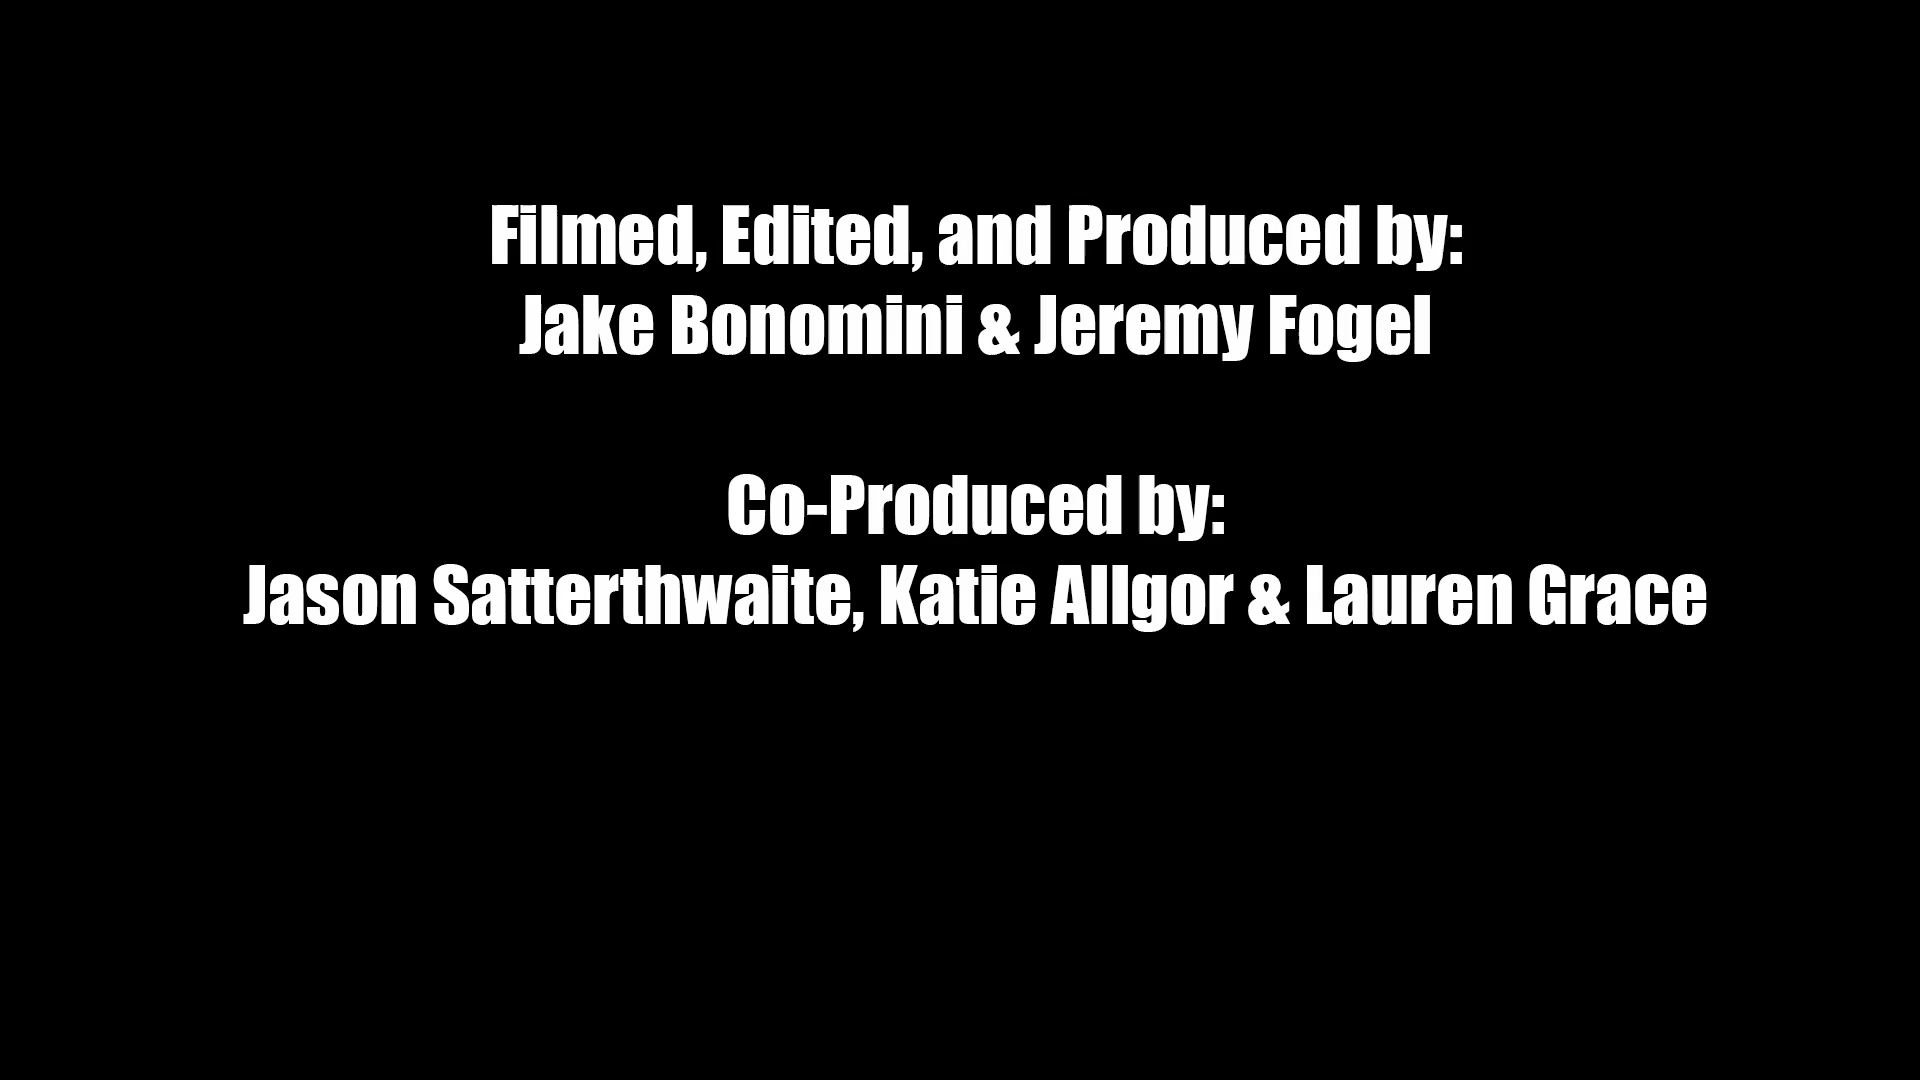 Filmed, Edited, and Produced by:
Jake Bonomini & Jeremy Fogel
Co-Produced by:
Jason Satterthwaite, Katie Allgor & Lauren Grace